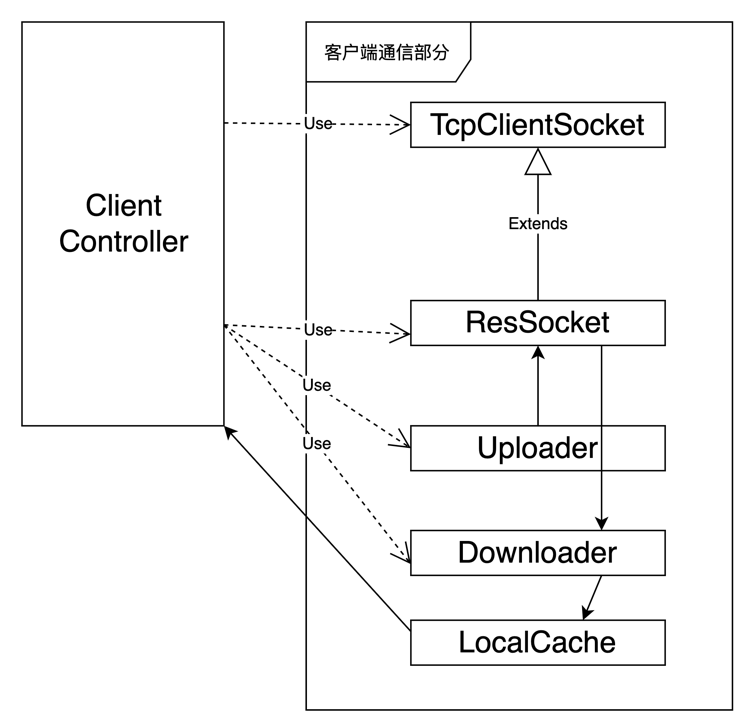 客户端通信部分
Use
TcpClientSocket
Client
Controller
Extends
Use
ResSocket
Use
Uploader
Use
Downloader
LocalCache